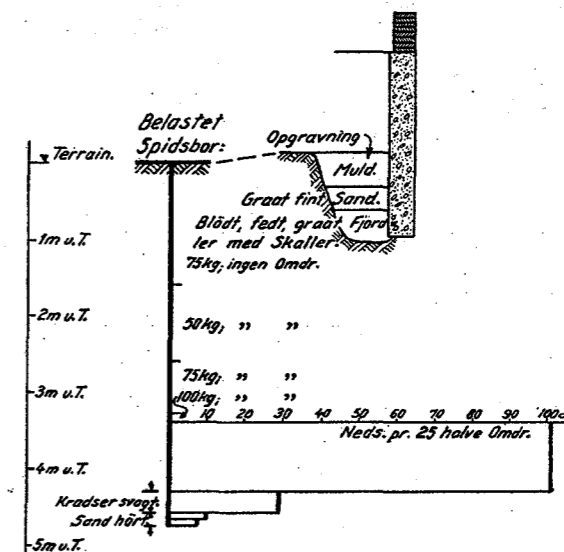 Belastet
Spidsbor:
Opgravning
Terrain.
Muld.
Graat fint Sand.
Blödt, fedt, graat Fjord
ler med Skaller.
1m u.T.
75kg; ingen Omdr.
2m u.T.
50kg; " "
75kg; " "
3m u.T.
100kg; " "
10 20 30 40 50 60 70 80 90 100c
Neds. pr. 25 halve Omdr.
4m u.T.
Kradser svagt.
Sand hört.
5m u.T.